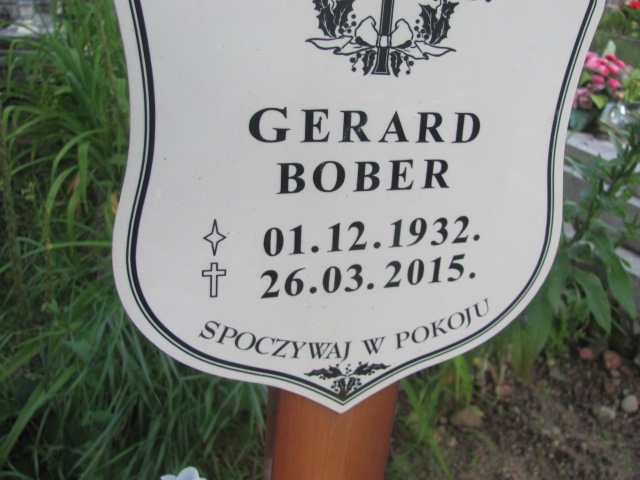 GERARD
BOBER
01.12.1932.
26.03.2015.
SPOCZYWAJ W POKOJU